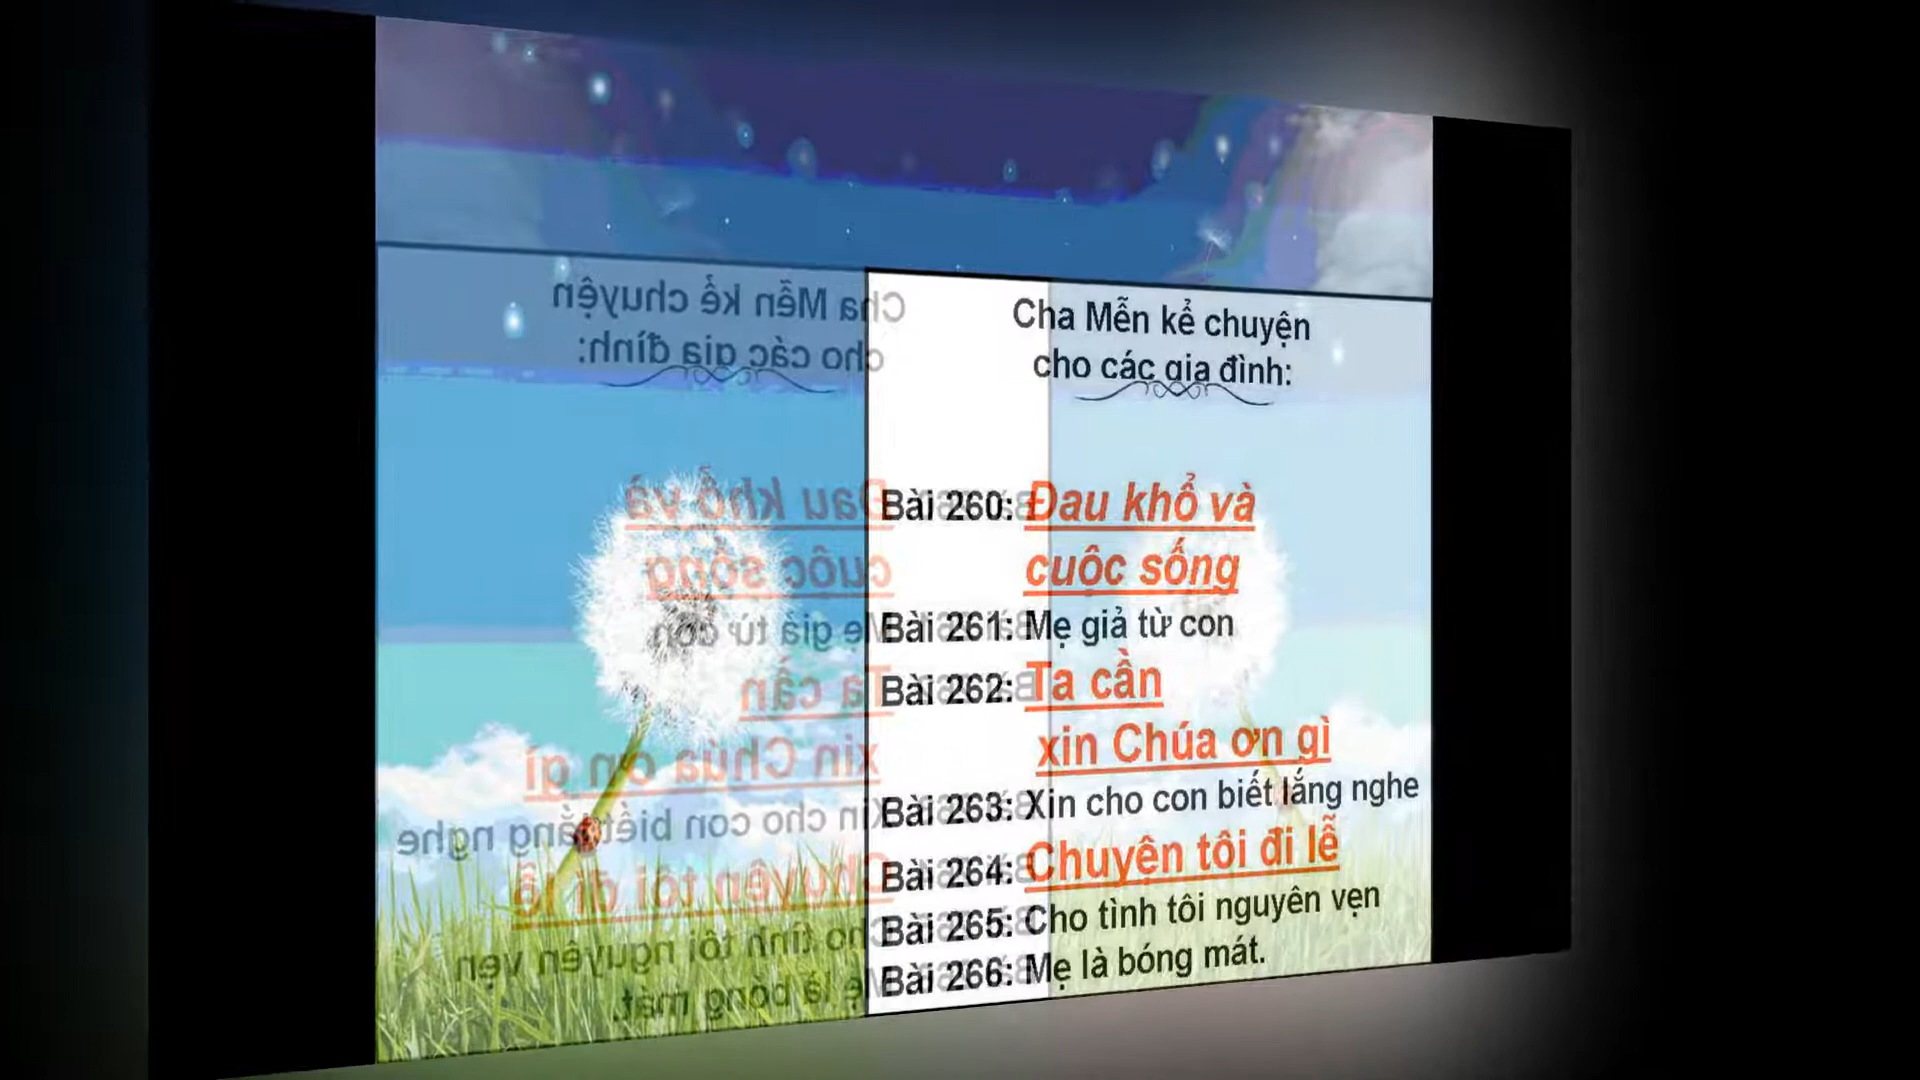 Cha Mễn kể chuyện
cho các gia đình:
Bài 260: Đau khổ và
cuộc sống
Bài 261: Mẹ giả từ con
Bài 262: Ta cần
xin Chúa ơn gì
Bài 263: Xin cho con biết lắng nghe
Bài 264: Chuyện tôi đi lễ
Bài 265: Cho tình tôi nguyên vẹn
Bài 266: Mẹ là bóng mát.